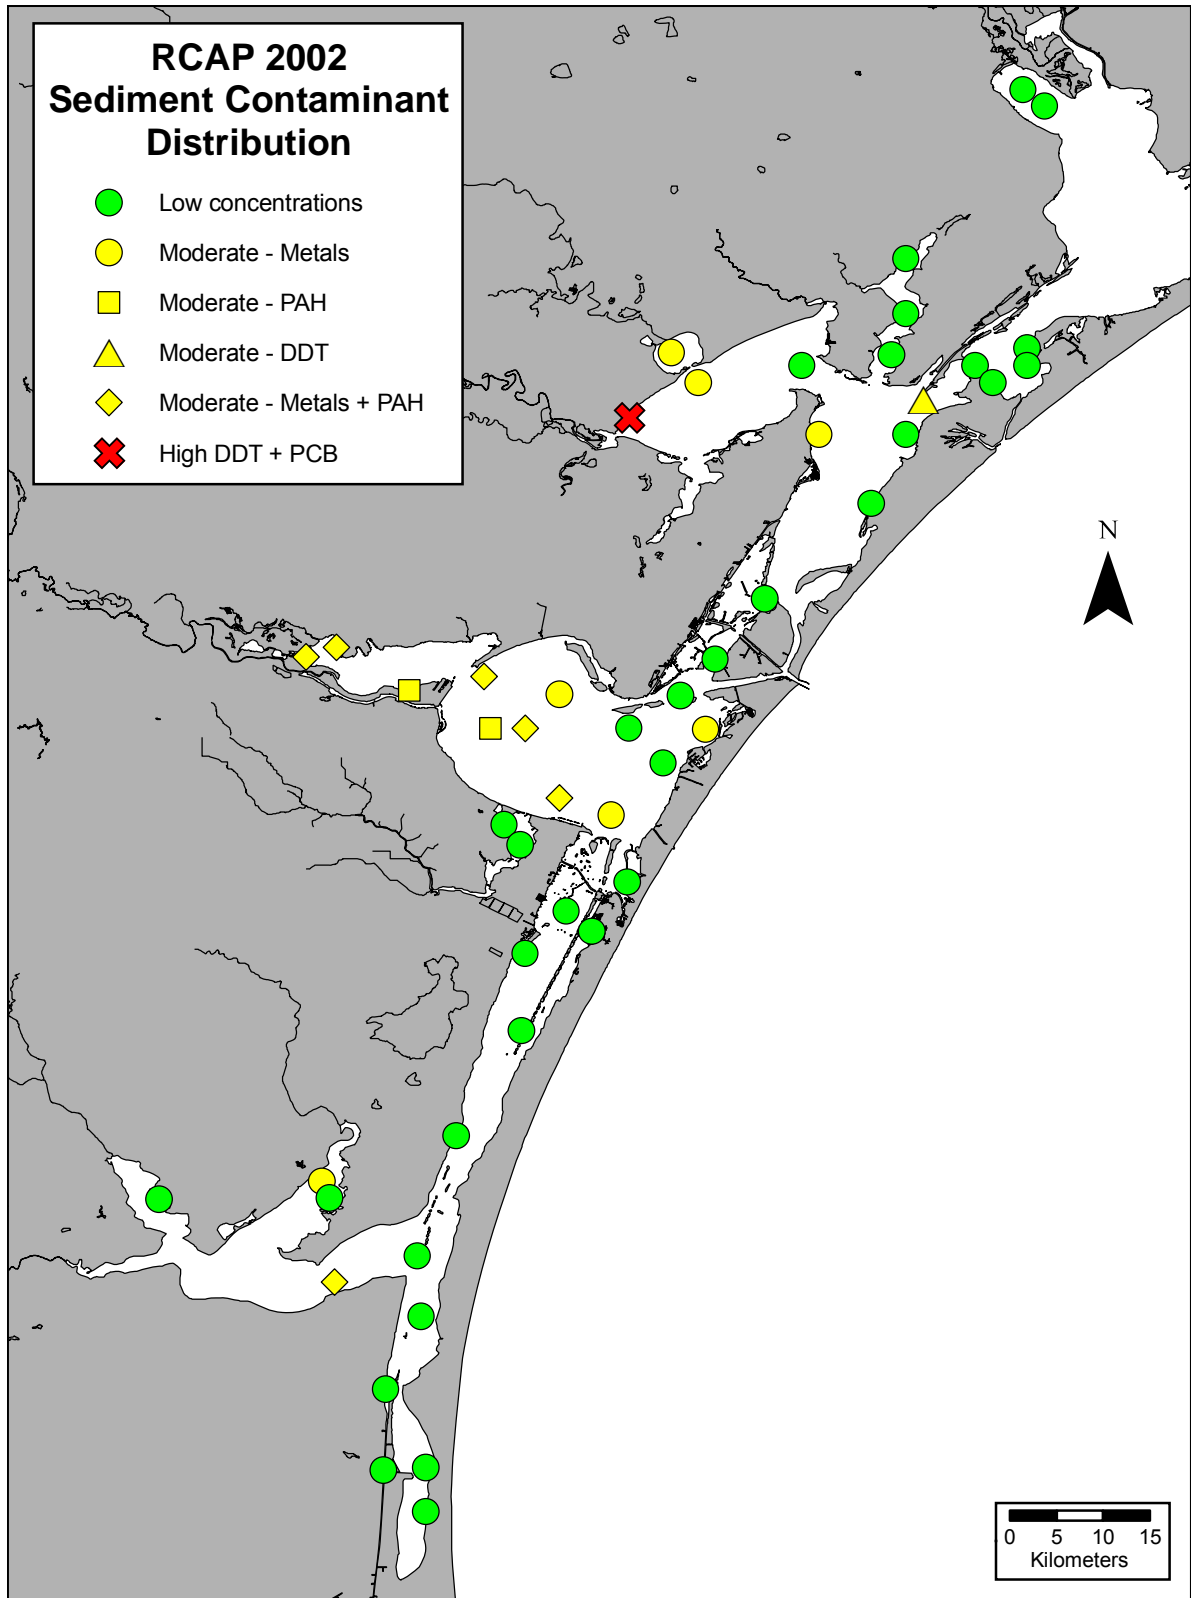 RCAP 2002
Sediment Contaminant
Distribution
Low concentrations
Moderate - Metals
Moderate - PAH
Moderate - DDT
Moderate - Metals + PAH
High DDT + PCB
N
0 5 10 15
Kilometers